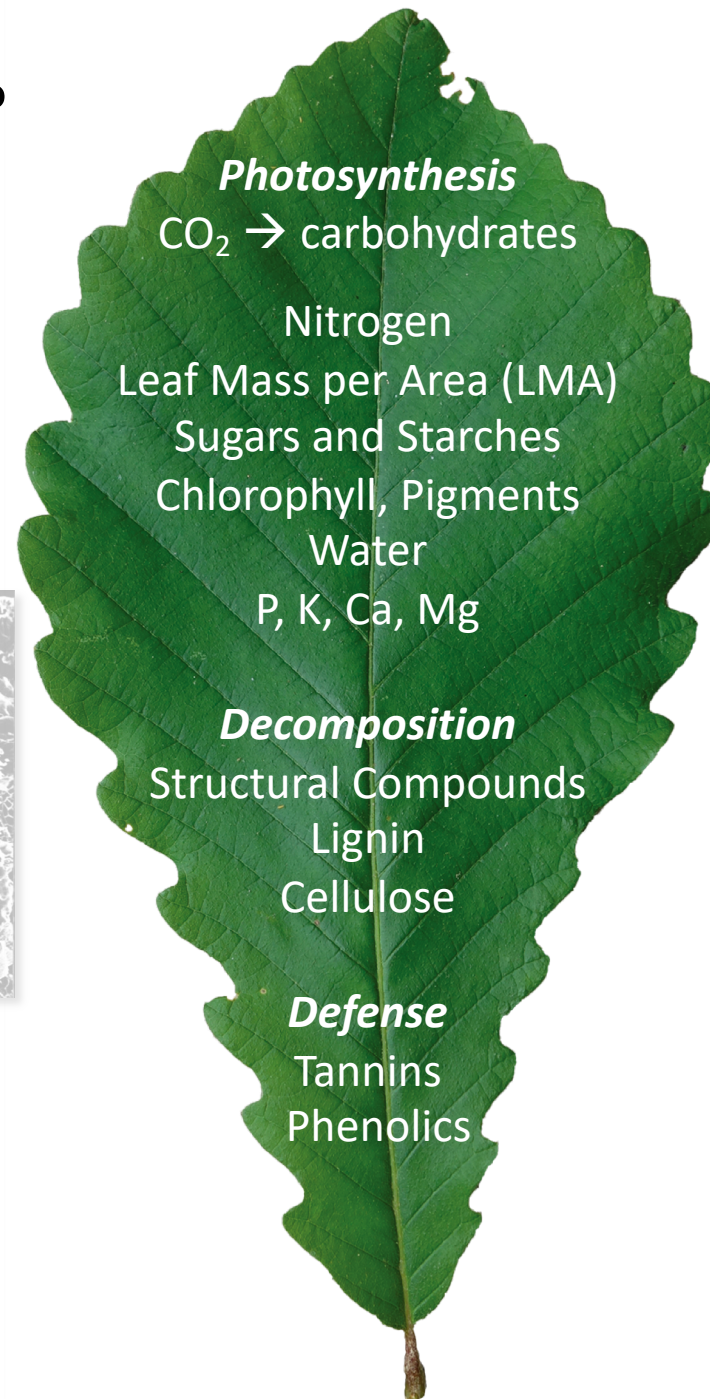 Photosynthesis
CO₂ → carbohydrates
Nitrogen
Leaf Mass per Area (LMA)
Sugars and Starches
Chlorophyll, Pigments
Water
P, K, Ca, Mg
Decomposition
Structural Compounds
Lignin
Cellulose
Defense
Tannins
Phenolics